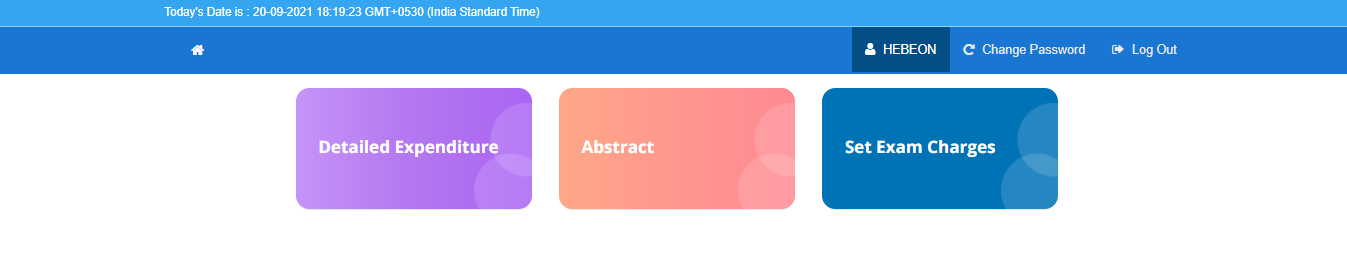 Today's Date is : 20-09-2021 18:19:23 GMT+0530 (India Standard Time)
HEBEON Change Password Log Out
Detailed Expenditure Abstract Set Exam Charges